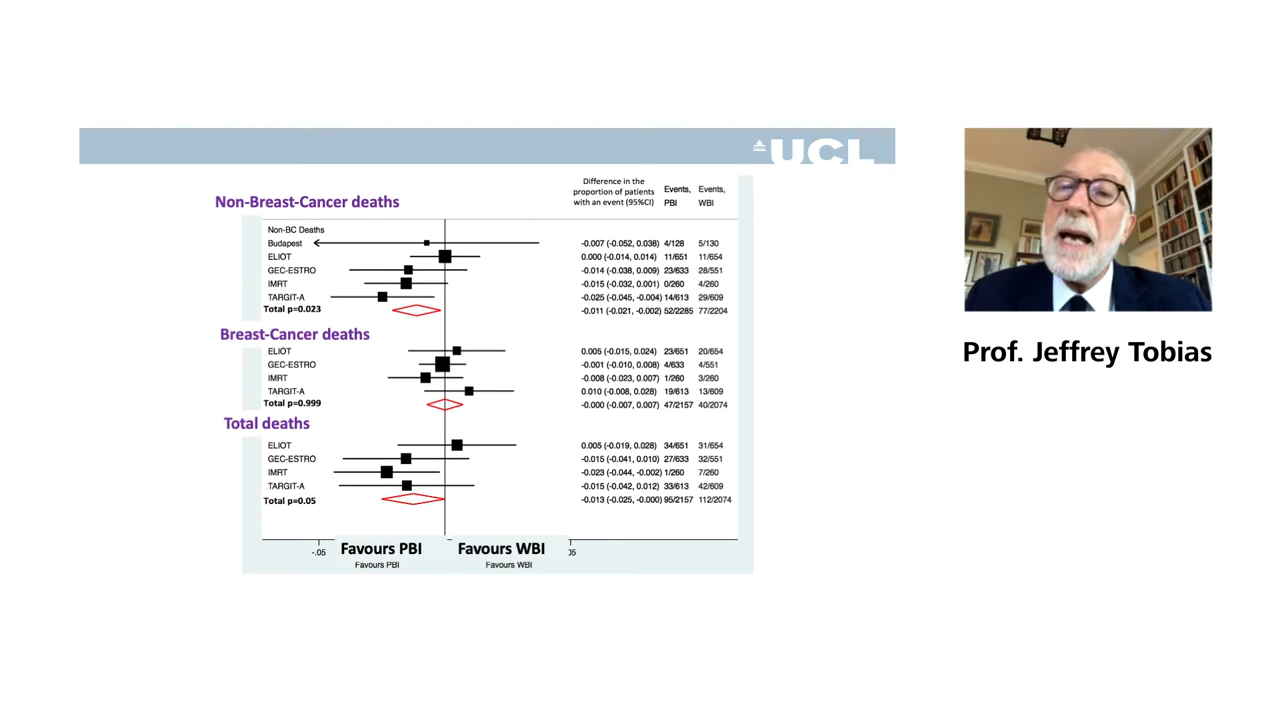 UCL
Difference in the
proportion of patients
with an event (95%CI)
Events, PBI
Events, WBI
Non-Breast-Cancer deaths
Non-BC Deaths
Budapest -0.007 (-0.052, 0.038) 4/128 5/130
ELIOT 0.000 (-0.014, 0.014) 11/651 11/654
GEC-ESTRO -0.014 (-0.038, 0.009) 23/633 28/551
IMRT -0.015 (-0.032, 0.001) 0/260 4/260
TARGIT-A -0.025 (-0.045, -0.004) 14/613 29/609
Total p=0.023 -0.011 (-0.021, -0.002) 52/2285 77/2204
Breast-Cancer deaths
ELIOT 0.005 (-0.015, 0.024) 23/651 20/654
GEC-ESTRO -0.001 (-0.010, 0.008) 4/633 4/551
IMRT -0.008 (-0.023, 0.007) 1/260 3/260
TARGIT-A 0.010 (-0.008, 0.028) 19/613 13/609
Total p=0.999 -0.000 (-0.007, 0.007) 47/2157 40/2074
Total deaths
ELIOT 0.005 (-0.019, 0.028) 34/651 31/654
GEC-ESTRO -0.015 (-0.041, 0.010) 27/633 32/551
IMRT -0.023 (-0.044, -0.002) 1/260 7/260
TARGIT-A -0.015 (-0.042, 0.012) 33/613 42/609
Total p=0.05 -0.013 (-0.025, -0.000) 95/2157 112/2074
-.05 Favours PBI Favours WBI 05
Favours PBI Favours WBI
Prof. Jeffrey Tobias